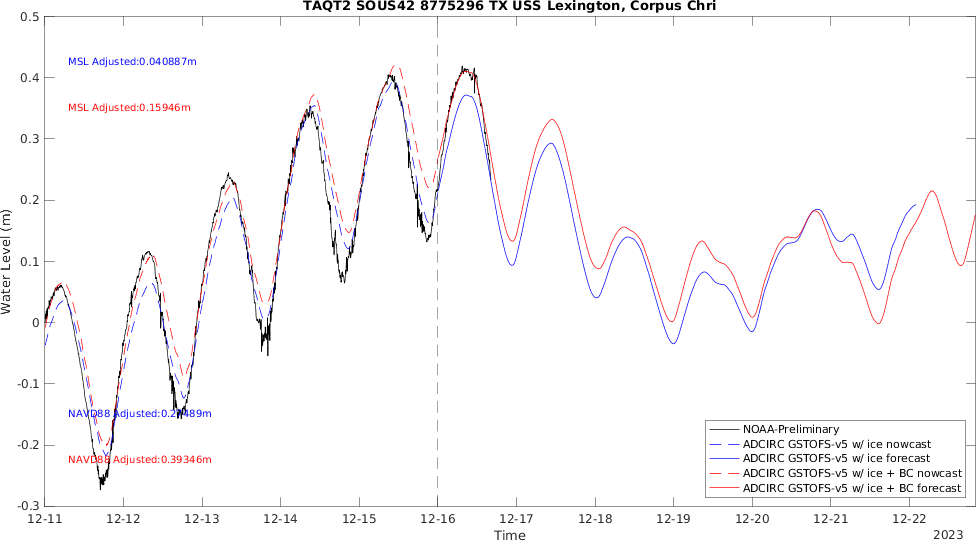 TAQT2 SOUS42 8775296 TX USS Lexington, Corpus Chri
0.5
0.4
0.3
0.2
0.1
0
-0.1
-0.2
-0.3
Water Level (m)
MSL Adjusted:0.040887m
MSL Adjusted:0.15946m
NAVD88 Adjusted:
NAVD88 Adjusted:0.39346m
NOAA-Preliminary
ADCIRC GSTOFS-v5 w/ ice nowcast
ADCIRC GSTOFS-v5 w/ ice forecast
ADCIRC GSTOFS-v5 w/ ice + BC nowcast
ADCIRC GSTOFS-v5 w/ ice + BC forecast
12-11 12-12 12-13 12-14 12-15 12-16 12-17 12-18 12-19 12-20 12-21 12-22
Time
2023